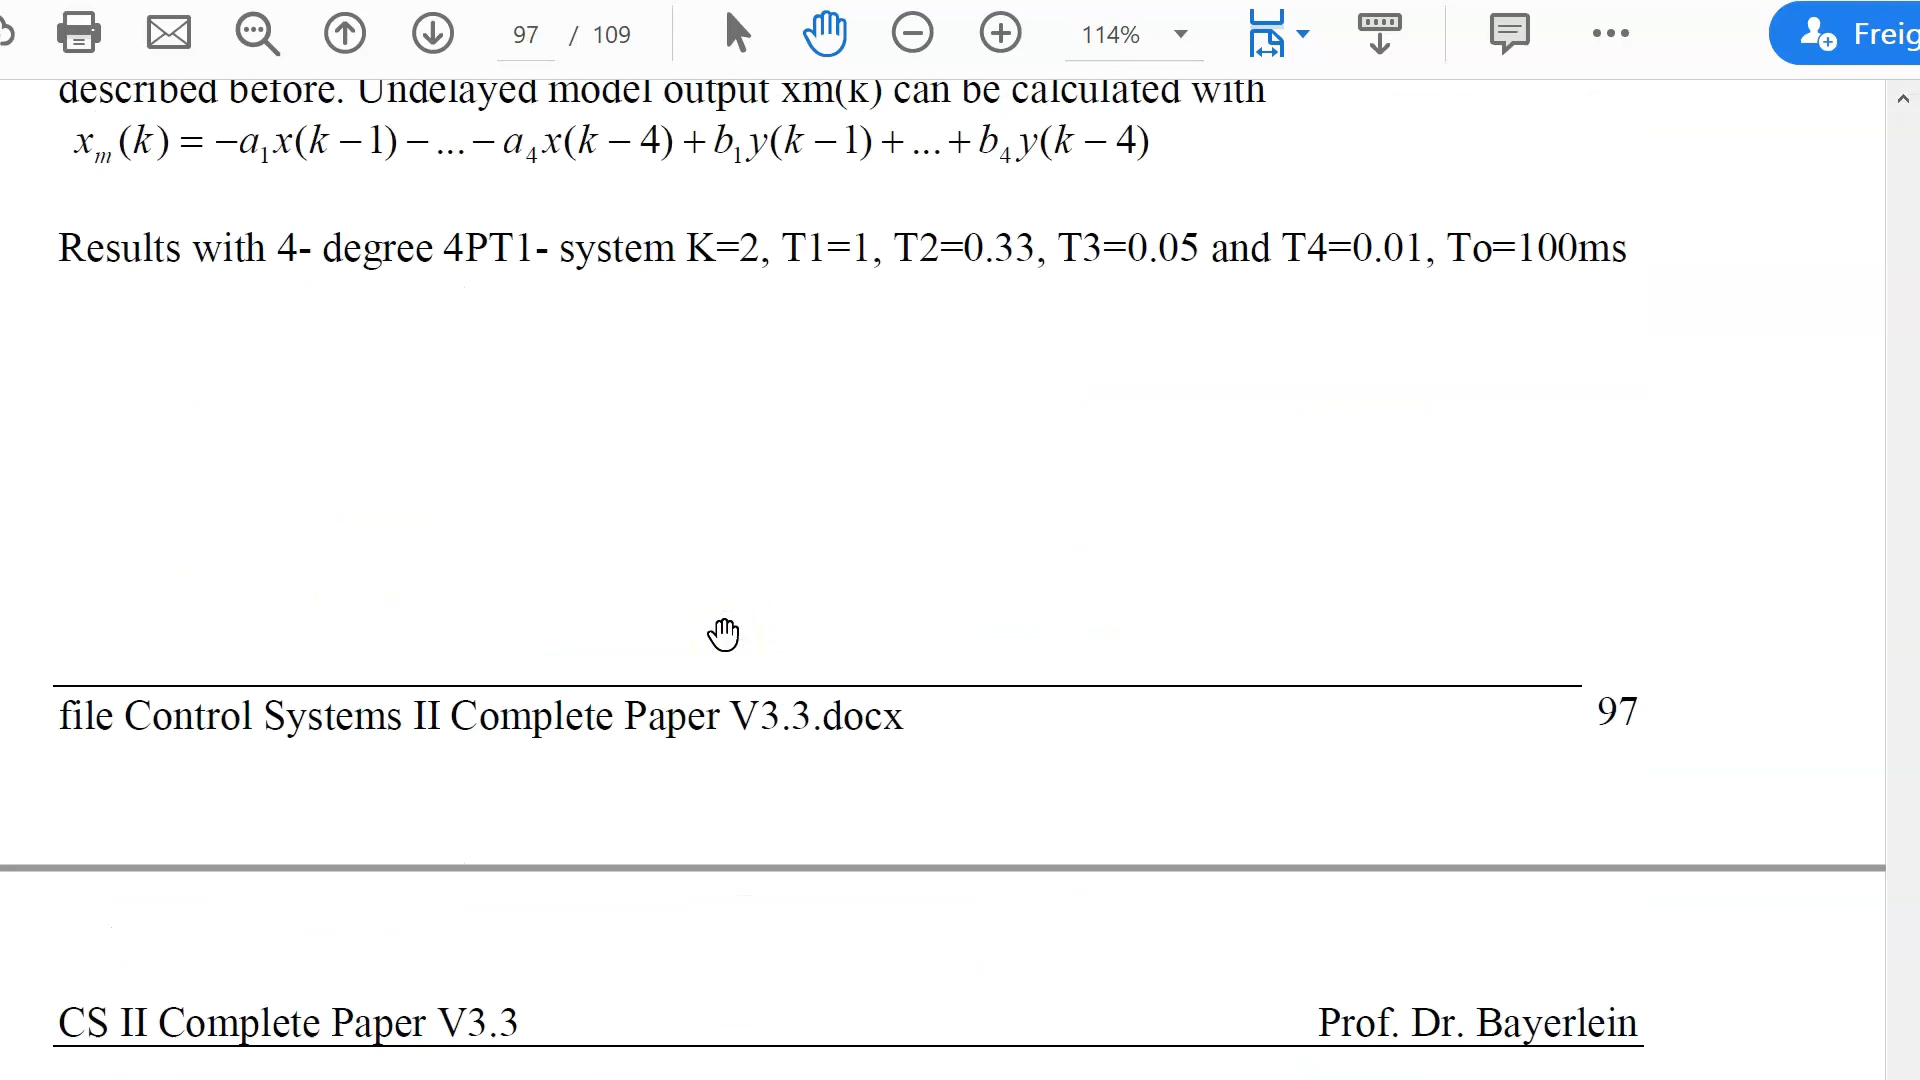 97 / 109 114% Freig
described before. Undelayed model output xm(k) can be calculated with
x_m(k) = −a_1x(k − 1) − ... − a_4x(k − 4) + b_1y(k − 1) + ... + b_4y(k − 4)
Results with 4- degree 4PT1- system K=2, T1=1, T2=0.33, T3=0.05 and T4=0.01, To=100ms
file Control Systems II Complete Paper V3.3.docx 97
CS II Complete Paper V3.3 Prof. Dr. Bayerlein